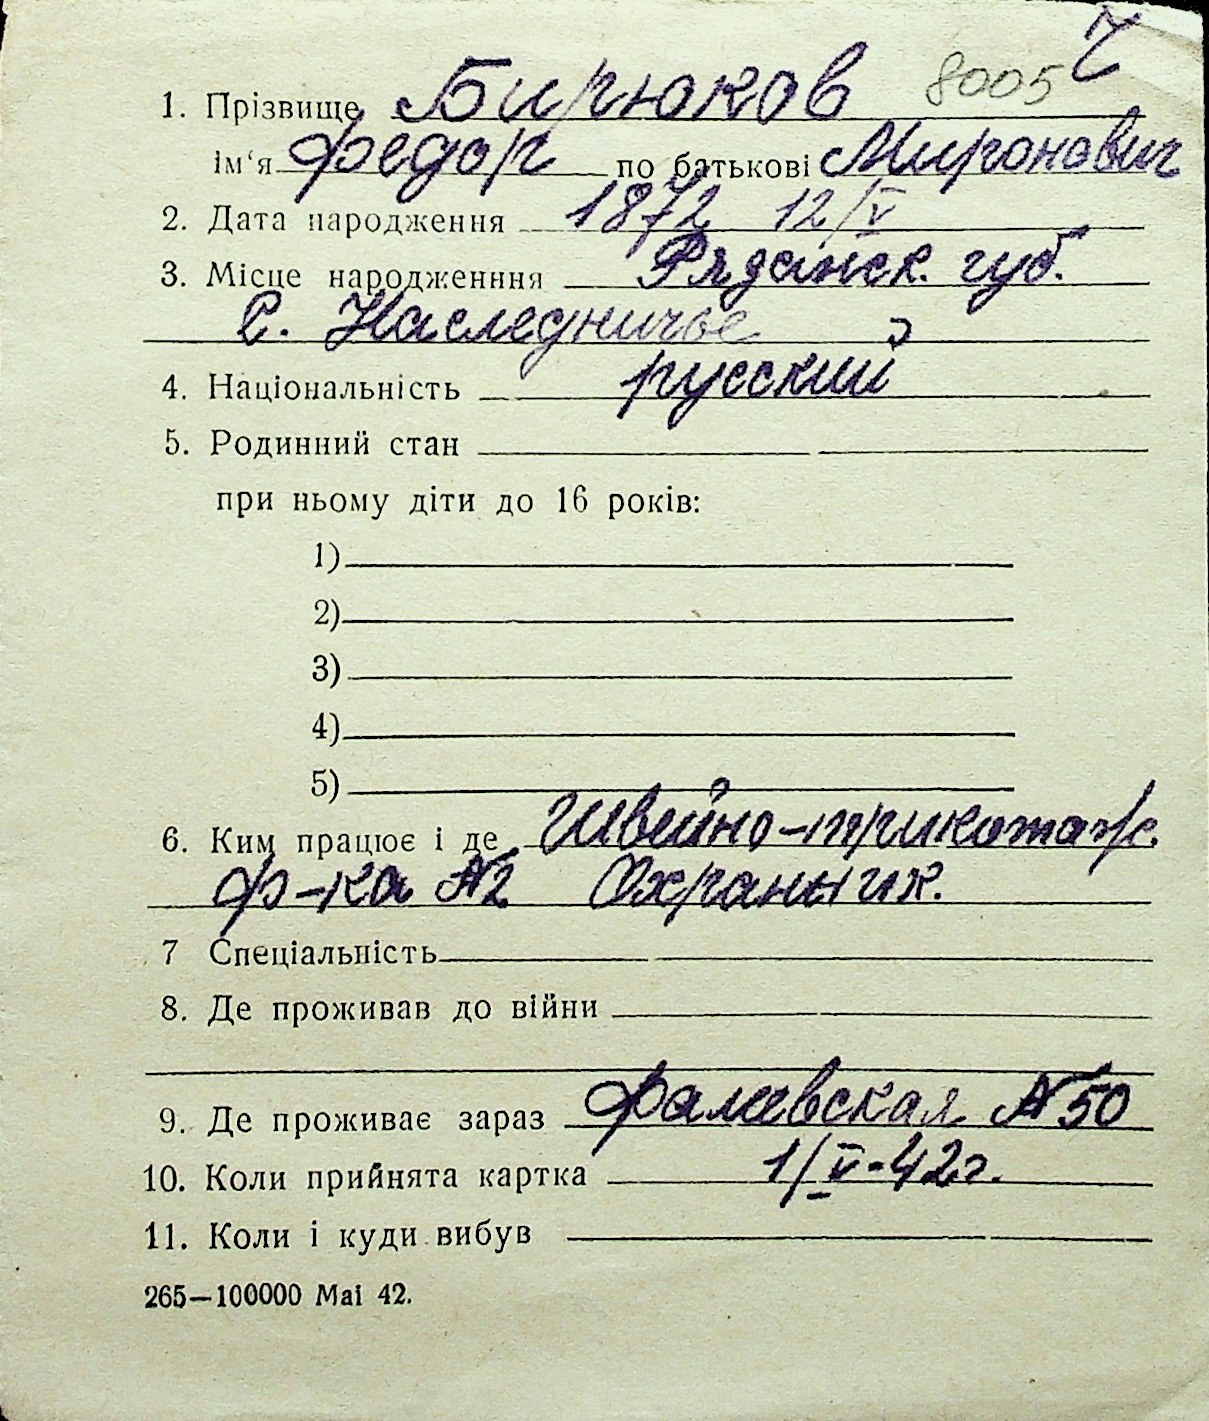 8005 Ч
1. Прізвище Бирюков
ім‘я Федор по батькові Миронович
2. Дата народження 1872 12/V
3. Місце народженння Рязанск. губ.
С. Наследничье
4. Національність русский
5. Родинний стан
при ньому діти до 16 років:
1)
2)
3)
4)
5)
6. Ким працює і де Швейно-трикотаж.
ф-ка №2 Охранник.
7 Спеціальність
8. Де проживав до війни
9. Де проживає зараз Фалевская № 50
10. Коли прийнята картка 1/V-42г.
11. Коли і куди вибув
265—100000 Mai 42.